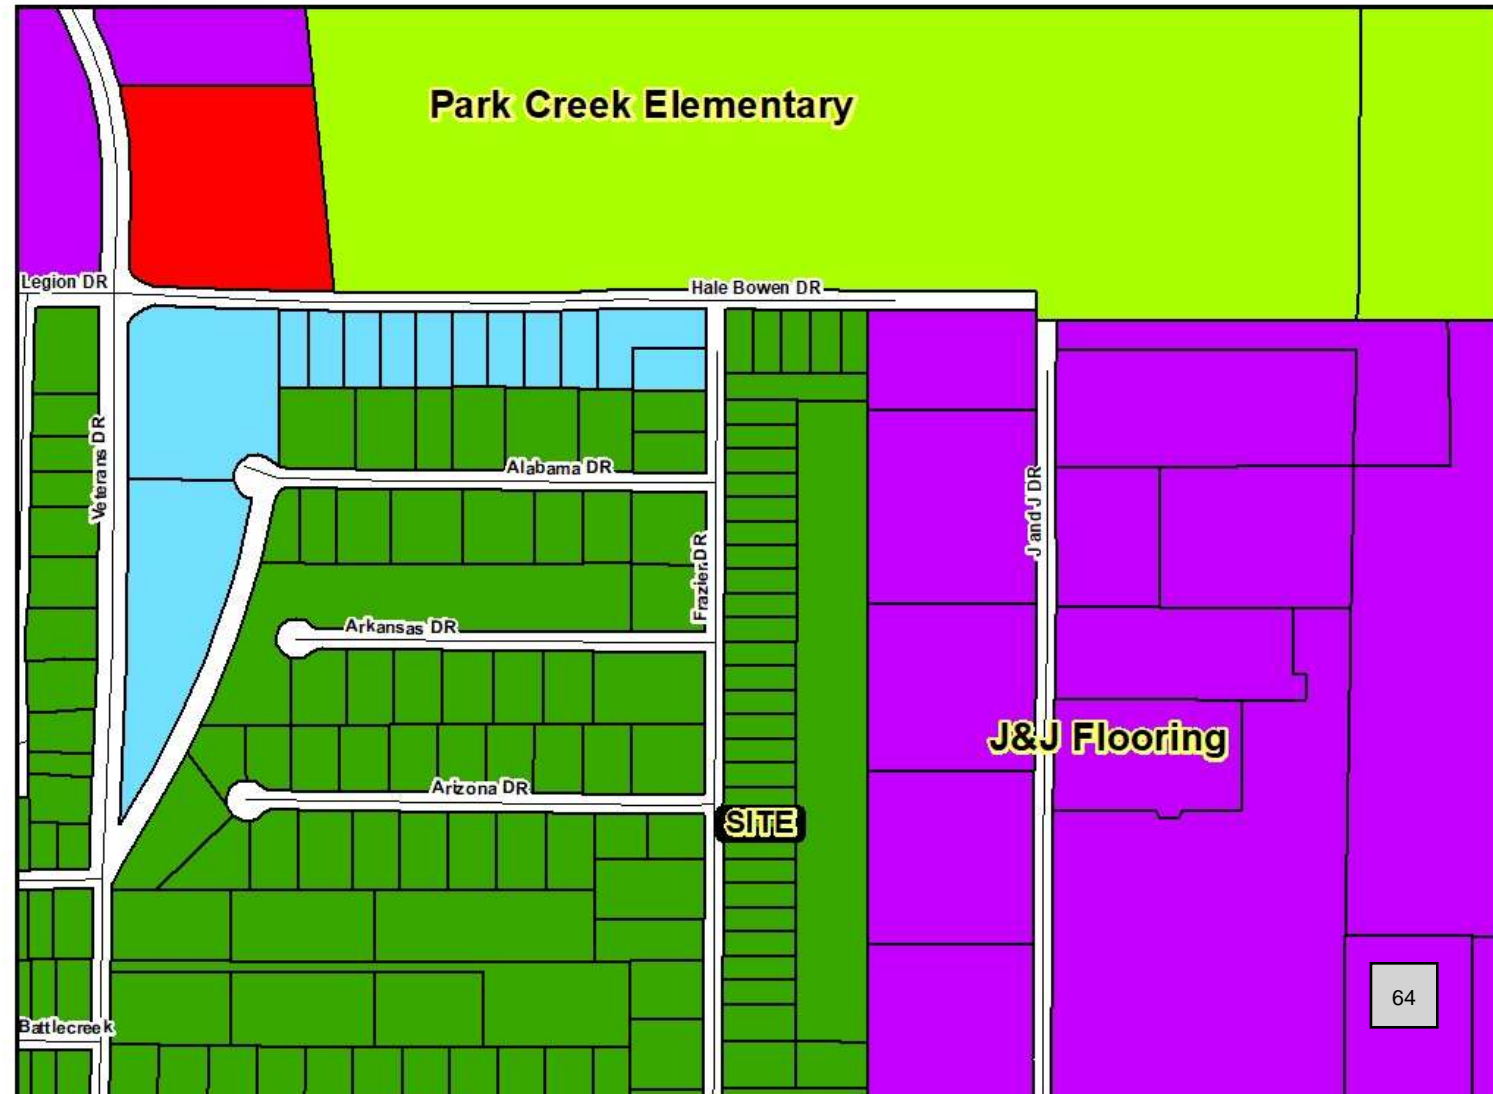 Park Creek Elementary
Legion DR
Hale Bowen DR
Veterans DR
Alabama DR
J and J DR
Frazier DR
Arkansas DR
J&J Flooring
Arizona DR
SITE
64
Battlecreek